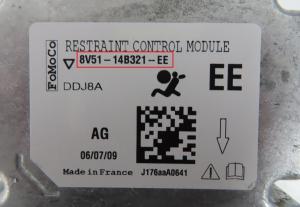 FoMoCo
RESTRAINT CONTROL MODULE
8V51-14B321-EE
DDJ8A
EE
AG
06/07/09
Made in France
J176aaA0641